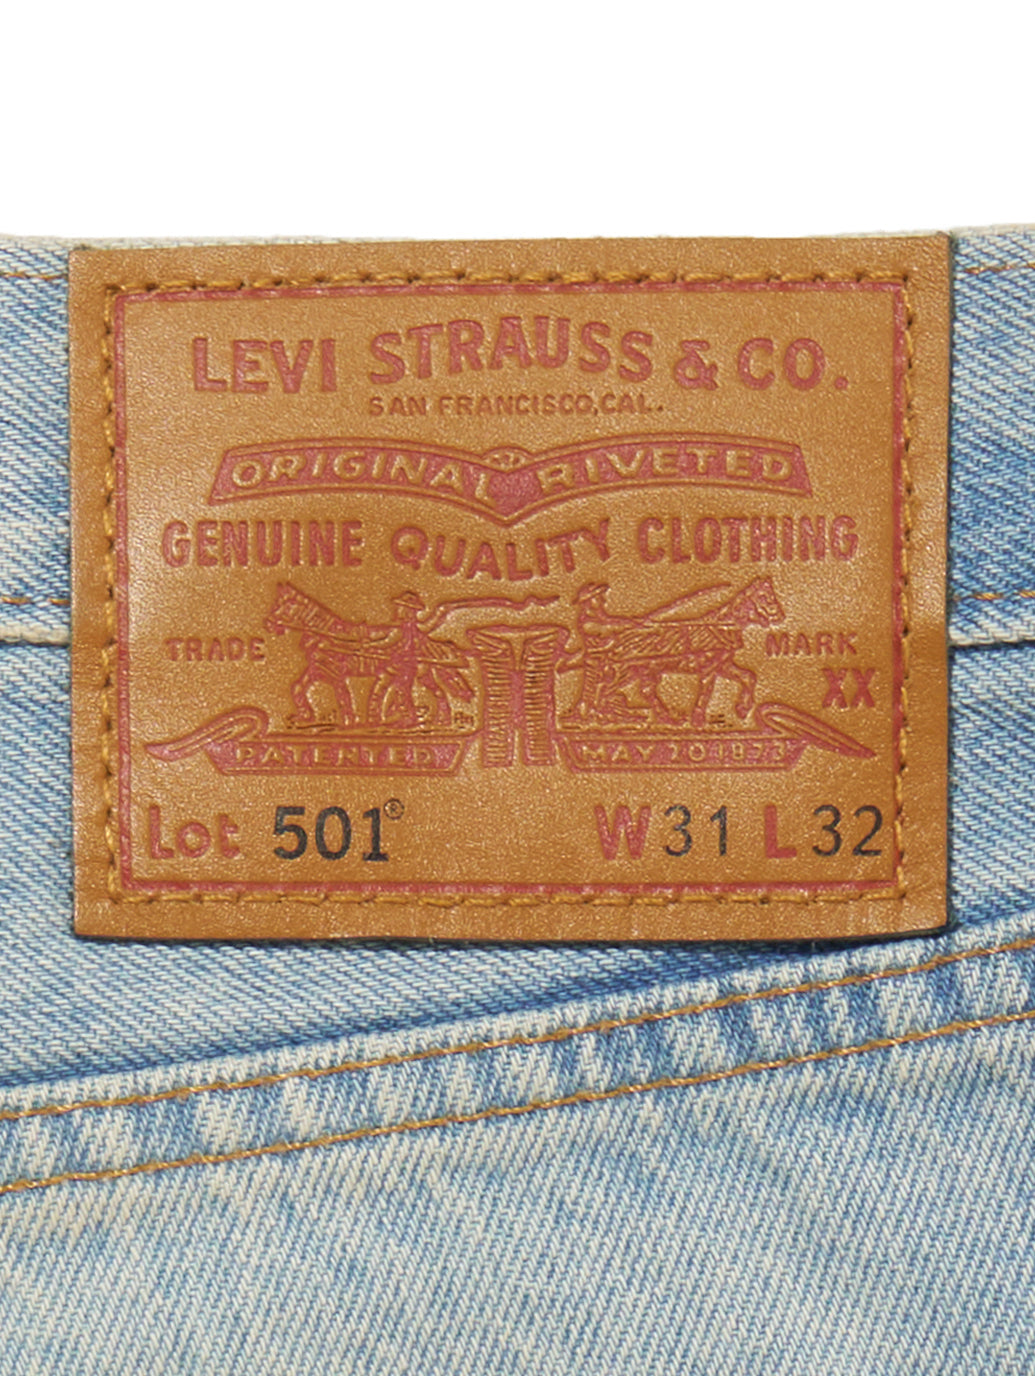 LEVI STRAUSS & CO.
SAN FRANCISCO, CAL.
ORIGINAL RIVETED
GENUINE QUALITY CLOTHING
TRADE MARK
XX
PATENTED MAY 20 1873
Lot 501® W31 L32